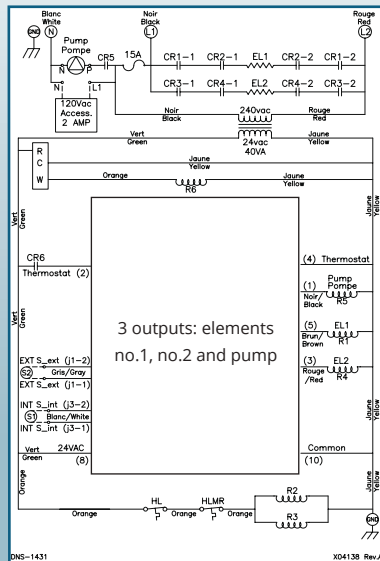 Blanc
White
Noir
Black
Rouge
Red
GND
N
L1
L2
Pump
Pompe
N
P
CR5
15A
CR1-1
CR2-1
EL1
CR2-2
CR1-2
CR3-1
CR4-1
EL2
CR4-2
CR3-2
N
L1
120Vac
Access.
2 AMP
Noir
Black
240vac
Rouge
Red
Vert
Green
24vac
40VA
R
C
W
Jaune
Yellow
Orange
R6
Jaune
Yellow
Vert
Green
Jaune
Yellow
CR6
Thermostat (2)
(4) Thermostat
3 outputs: elements
no.1, no.2 and pump
Pump
Pompe
(1)
Noir/
Black
R5
Vert
Green
(5)
EL1
Brun/
Brown
R1
(3)
EL2
Rouge
/Red
R4
EXT S_ext (j1-2)
S2
Gris/Gray
EXT S_ext (j1-1)
INT S_int (j3-2)
S1
Blanc/White
INT S_int (j3-1)
Jaune
Yellow
Vert
Green
24VAC
(8)
Common
(10)
Orange
Jaune
Yellow
HL
HLMR
R2
R3
Orange
Orange
Orange
GND
DNS-1431
X04138 Rev.A